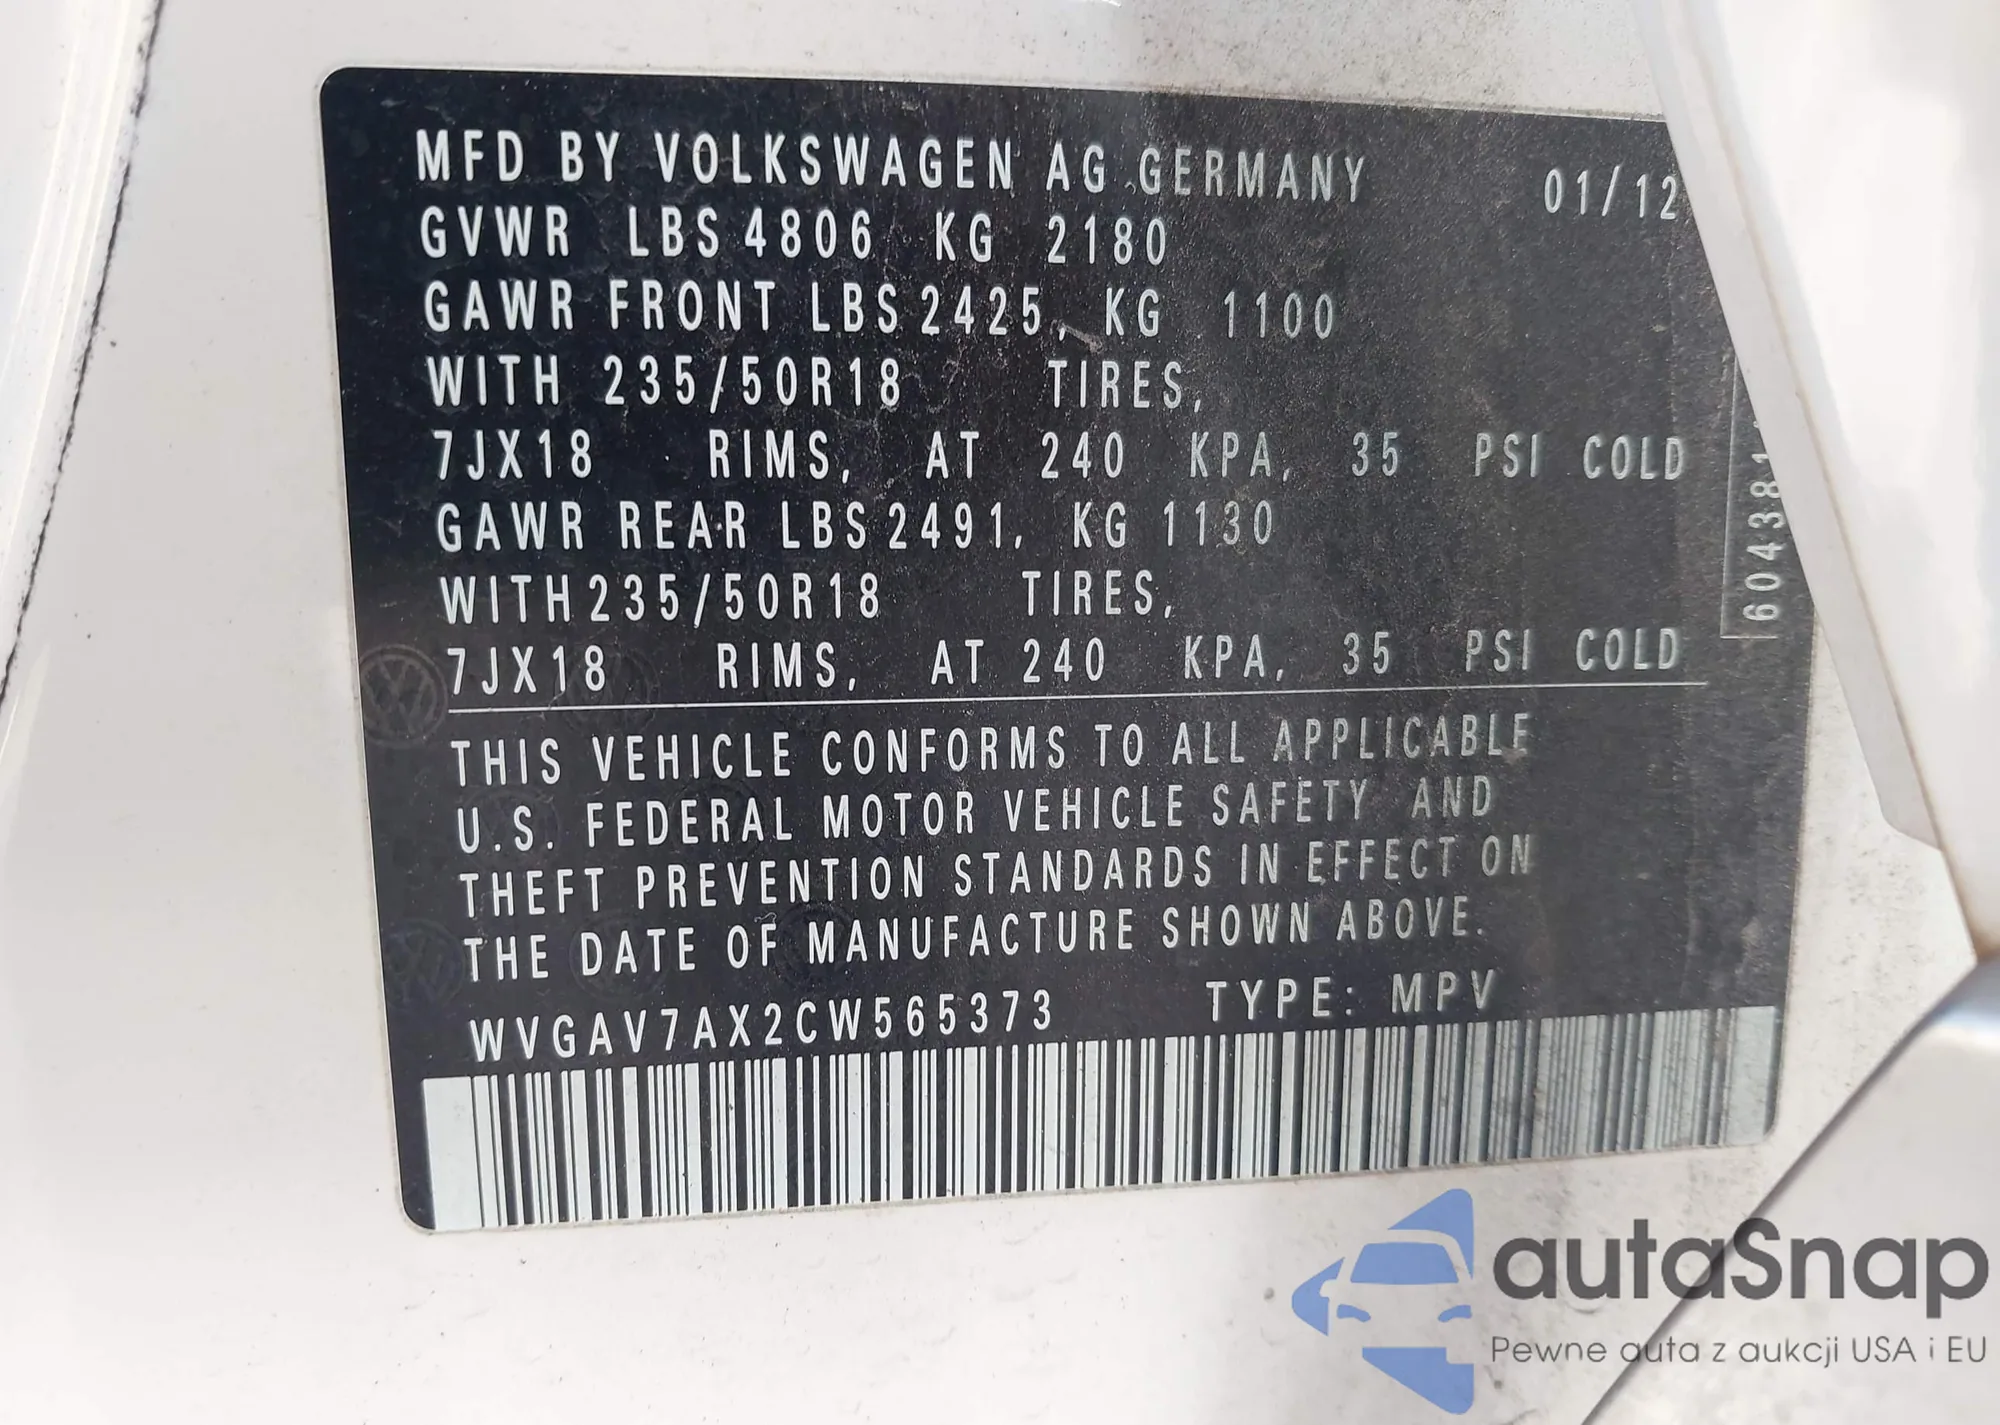 MFD BY VOLKSWAGEN AG GERMANY 01/12
GVWR LBS 4806 KG 2180
GAWR FRONT LBS 2425, KG 1100
WITH 235/50R18 TIRES,
7JX18 RIMS, AT 240 KPA, 35 PSI COLD
GAWR REAR LBS 2491, KG 1130
WITH 235/50R18 TIRES,
7JX18 RIMS, AT 240 KPA, 35 PSI COLD
THIS VEHICLE CONFORMS TO ALL APPLICABLE
U.S. FEDERAL MOTOR VEHICLE SAFETY AND
THEFT PREVENTION STANDARDS IN EFFECT ON
THE DATE OF MANUFACTURE SHOWN ABOVE.
WVGAV7AX2CW565373 TYPE: MPV
autaSnap
Pewne auta z aukcji USA i EU